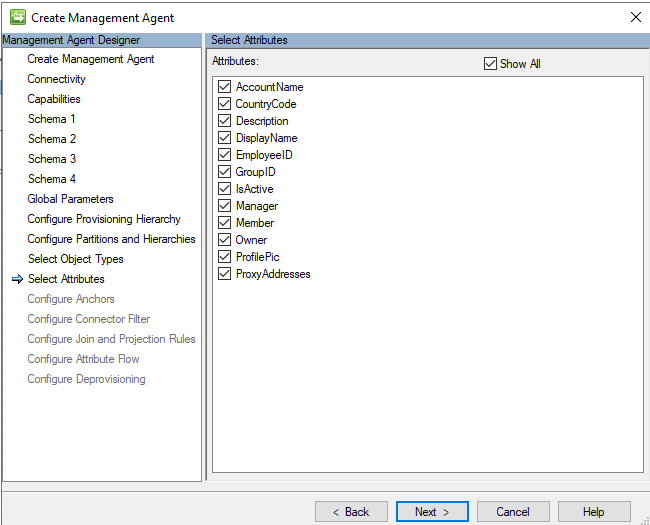 Create Management Agent
Management Agent Designer
Create Management Agent
Connectivity
Capabilities
Schema 1
Schema 2
Schema 3
Schema 4
Global Parameters
Configure Provisioning Hierarchy
Configure Partitions and Hierarchies
Select Object Types
Select Attributes
Configure Anchors
Configure Connector Filter
Configure Join and Projection Rules
Configure Attribute Flow
Configure Deprovisioning
Select Attributes
Attributes:
Show All
AccountName
CountryCode
Description
DisplayName
EmployeeID
GroupID
IsActive
Manager
Member
Owner
ProfilePic
ProxyAddresses
< Back
Next >
Cancel
Help